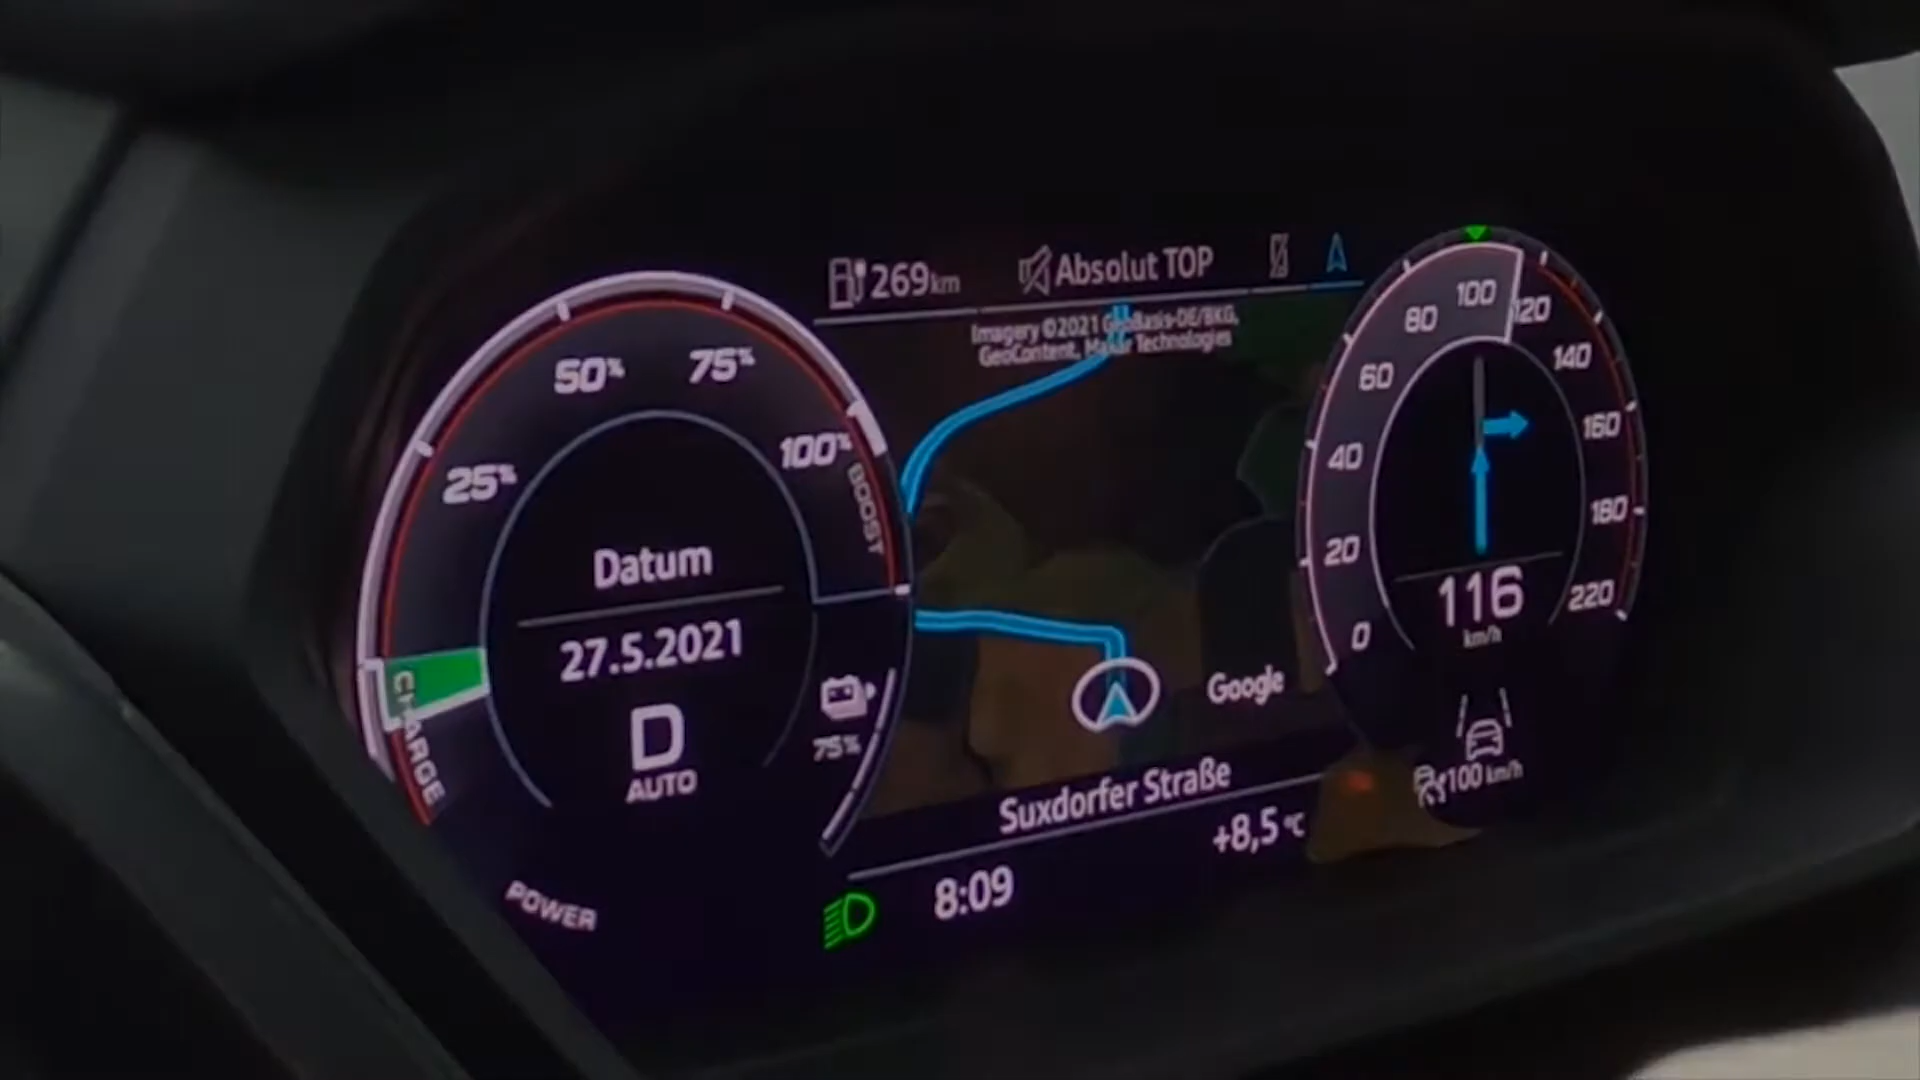 269 km
Absolut TOP
Imagery ©2021 GeoBasis-DE/BKG,
GeoContent, Maxar Technologies
25%
50%
75%
100%
BOOST
CHARGE
POWER
Datum
27.5.2021
D
AUTO
75%
Google
Suxdorfer Straße
+8,5 °C
8:09
0
20
40
60
80
100
120
140
160
180
220
116
km/h
100 km/h